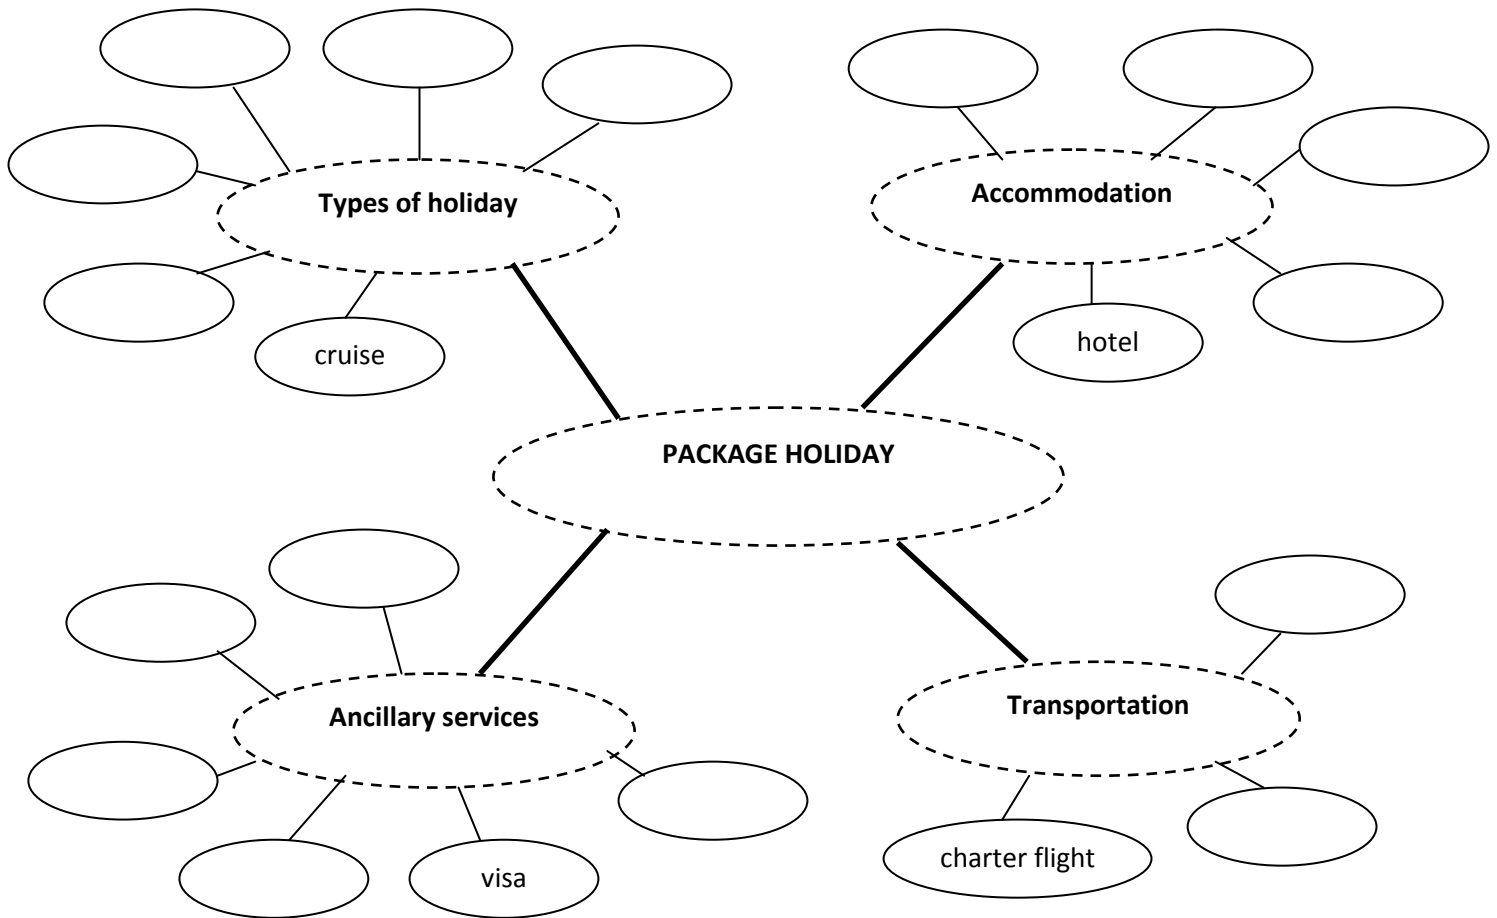 Types of holiday
Accommodation
cruise
hotel
PACKAGE HOLIDAY
Ancillary services
Transportation
visa
charter flight